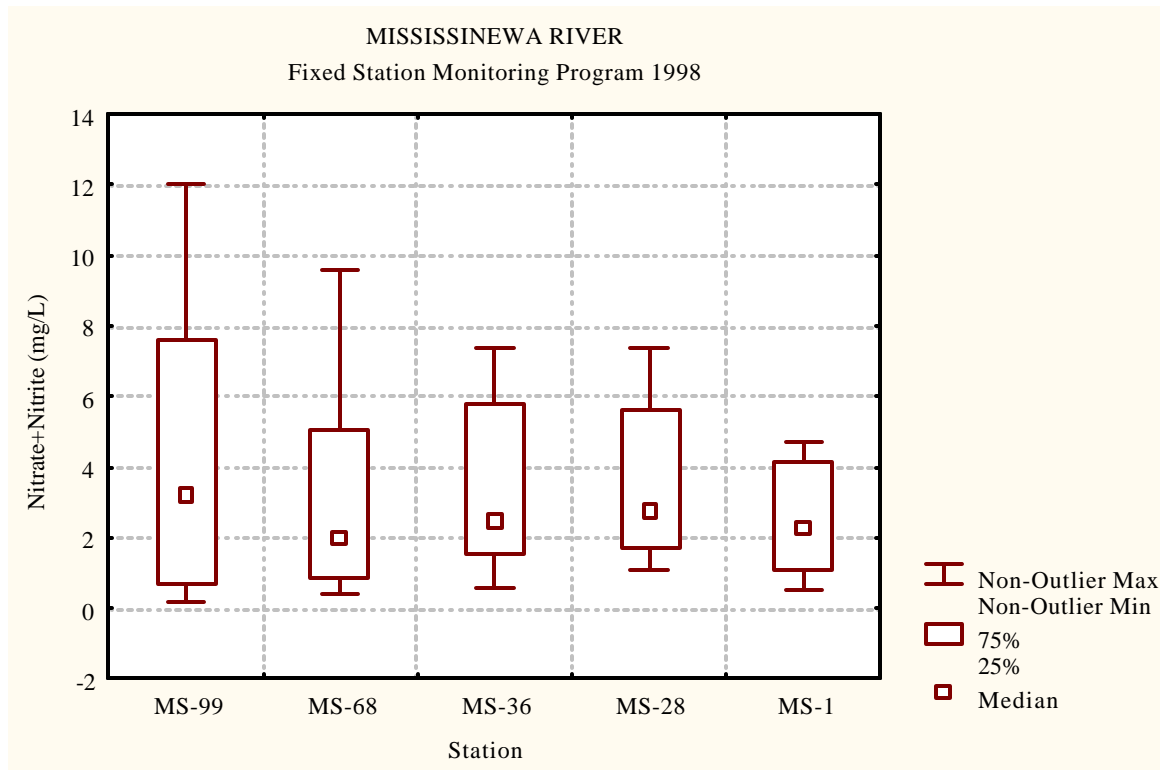 MISSISSINEWA RIVER
Fixed Station Monitoring Program 1998
Nitrate+Nitrite (mg/L)
14
12
10
8
6
4
2
0
-2
MS-99 MS-68 MS-36 MS-28 MS-1
Station
Non-Outlier Max
Non-Outlier Min
75%
25%
Median